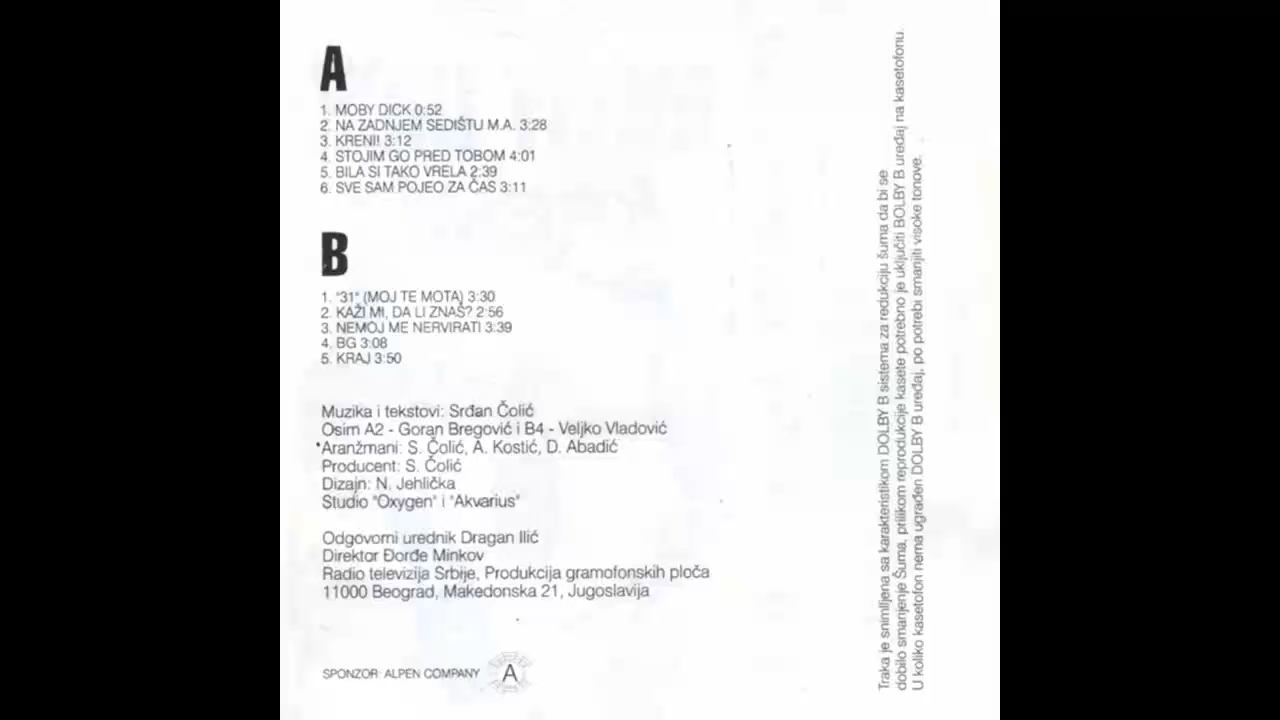 A
1. MOBY DICK 0:52
2. NA ZADNJEM SEDIŠTU M.A. 3:28
3. KRENI! 3:12
4. STOJIM GO PRED TOBOM 4:01
5. BILA SI TAKO VRELA 2:39
6. SVE SAM POJEO ZA ČAS 3:11
B
1. "31" (MOJ TE MOTA) 3:30
2. KAŽI MI, DA LI ZNAŠ? 2:56
3. NEMOJ ME NERVIRATI 3:39
4. BG 3:08
5. KRAJ 3:50
Muzika i tekstovi: Srđan Čolić
Osim A2 - Goran Bregović i B4 - Veljko Vladović
Aranžmani: S. Čolić, A. Kostić, D. Abadić
Producent: S. Čolić
Dizajn: N. Jehlička
Studio "Oxygen" i "Akvarius"
Odgovorni urednik Dragan Ilić
Direktor Đorđe Minkov
Radio televizija Srbije, Produkcija gramofonskih ploča
11000 Beograd, Makedonska 21, Jugoslavija
SPONZOR: ALPEN COMPANY A
Traka je snimljena sa karakteristikom DOLBY B sistema za redukciju šuma da bi se
dobilo smanjenje Šuma, prilikom reprodukcije kasete potrebno je uključiti BOLBY B uređaj na kasetofonu.
U koliko kasetofon nema ugrađen DOLBY B uređaj, po potrebi smanjiti visoke tonove.